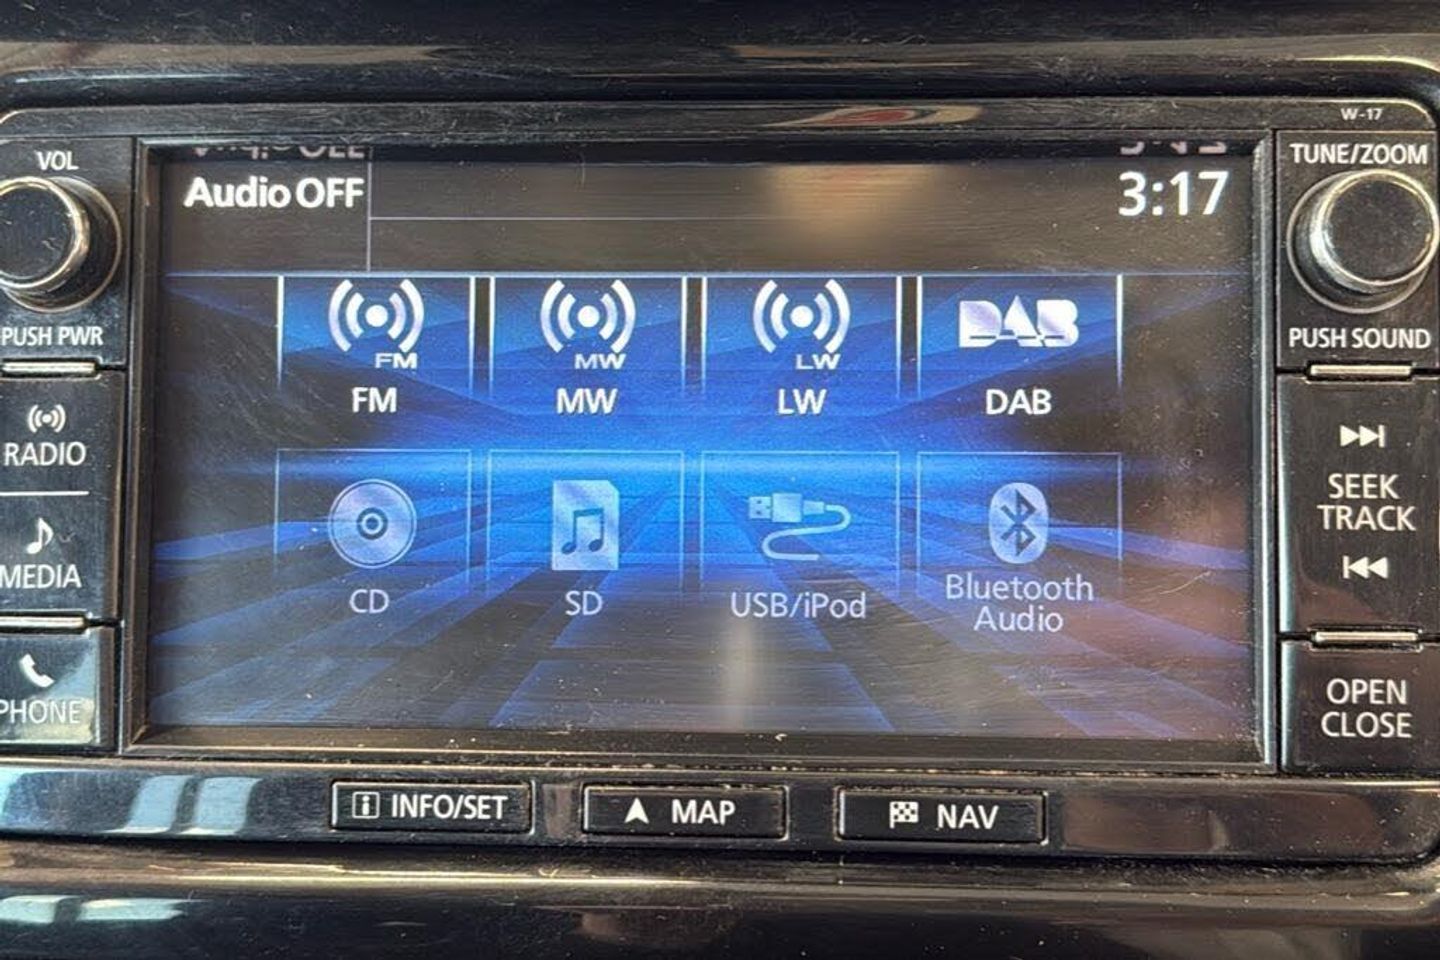 W-17
VOL
TUNE/ZOOM
Audio OFF
3:17
PUSH PWR
PUSH SOUND
FM
MW
LW
DAB
FM
MW
LW
DAB
RADIO
SEEK
TRACK
MEDIA
CD
SD
USB/iPod
Bluetooth
Audio
PHONE
OPEN
CLOSE
INFO/SET
MAP
NAV